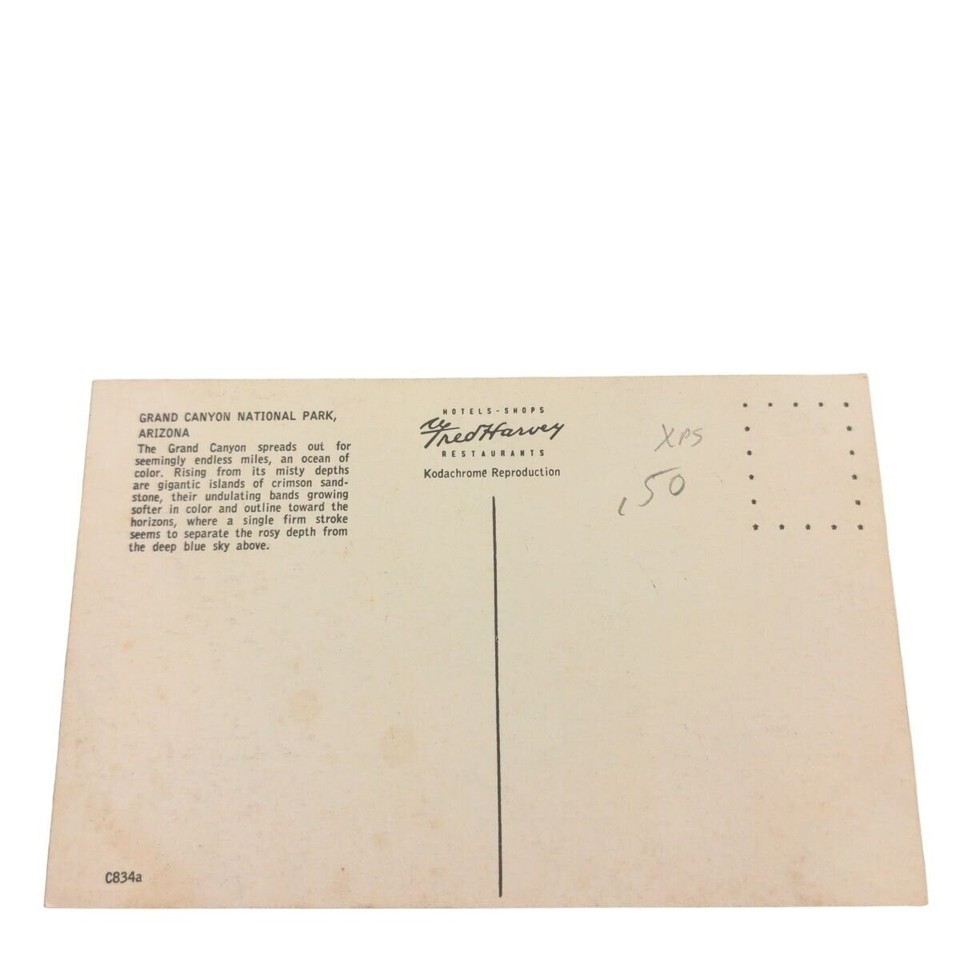 GRAND CANYON NATIONAL PARK,
ARIZONA
The Grand Canyon spreads out for
seemingly endless miles, an ocean of
color. Rising from its misty depths
are gigantic islands of crimson sand-
stone, their undulating bands growing
softer in color and outline toward the
horizons, where a single firm stroke
seems to separate the rosy depth from
the deep blue sky above.
HOTELS - SHOPS
Fred Harvey
RESTAURANTS
Kodachrome Reproduction
XPS
.50
C834a